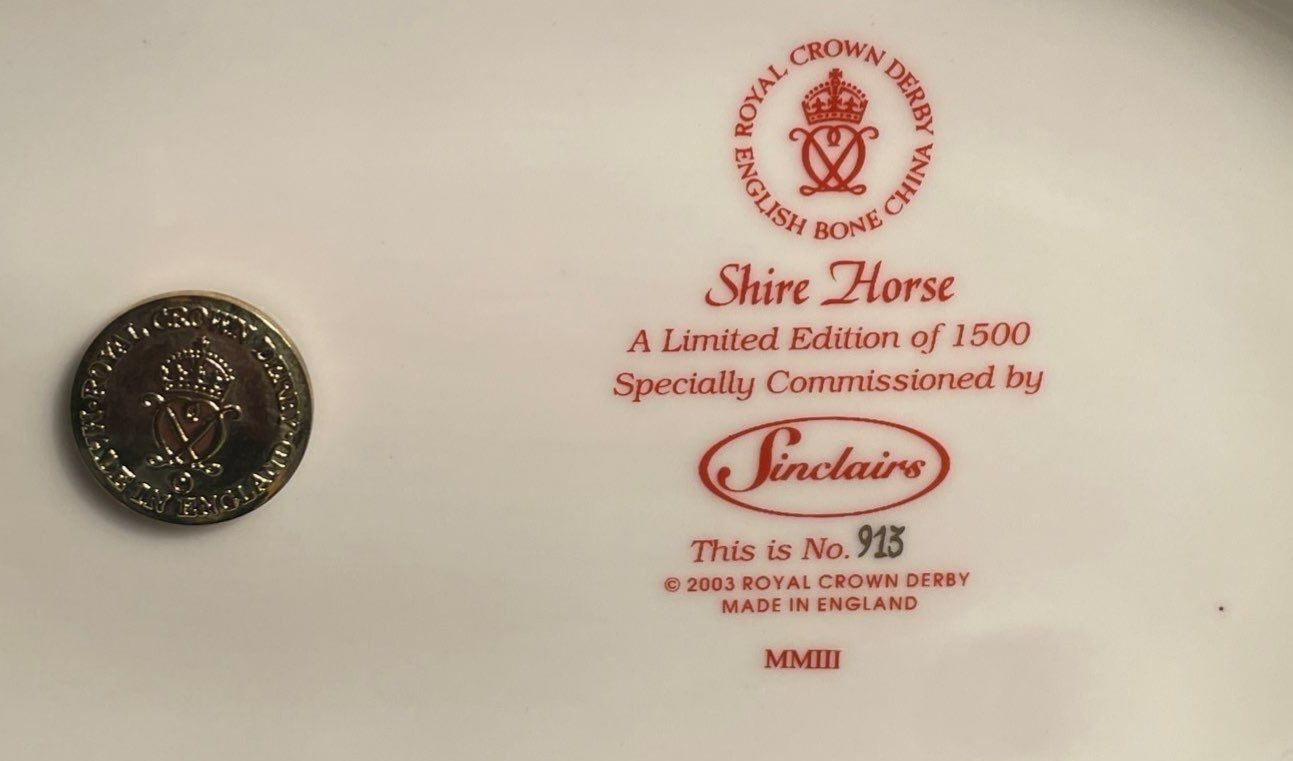 ROYAL CROWN DERBY
ENGLISH BONE CHINA
Shire Horse
A Limited Edition of 1500
Specially Commissioned by
Sinclairs
This is No. 913
© 2003 ROYAL CROWN DERBY
MADE IN ENGLAND
MMIII
ROYAL CROWN DERBY
MADE IN ENGLAND